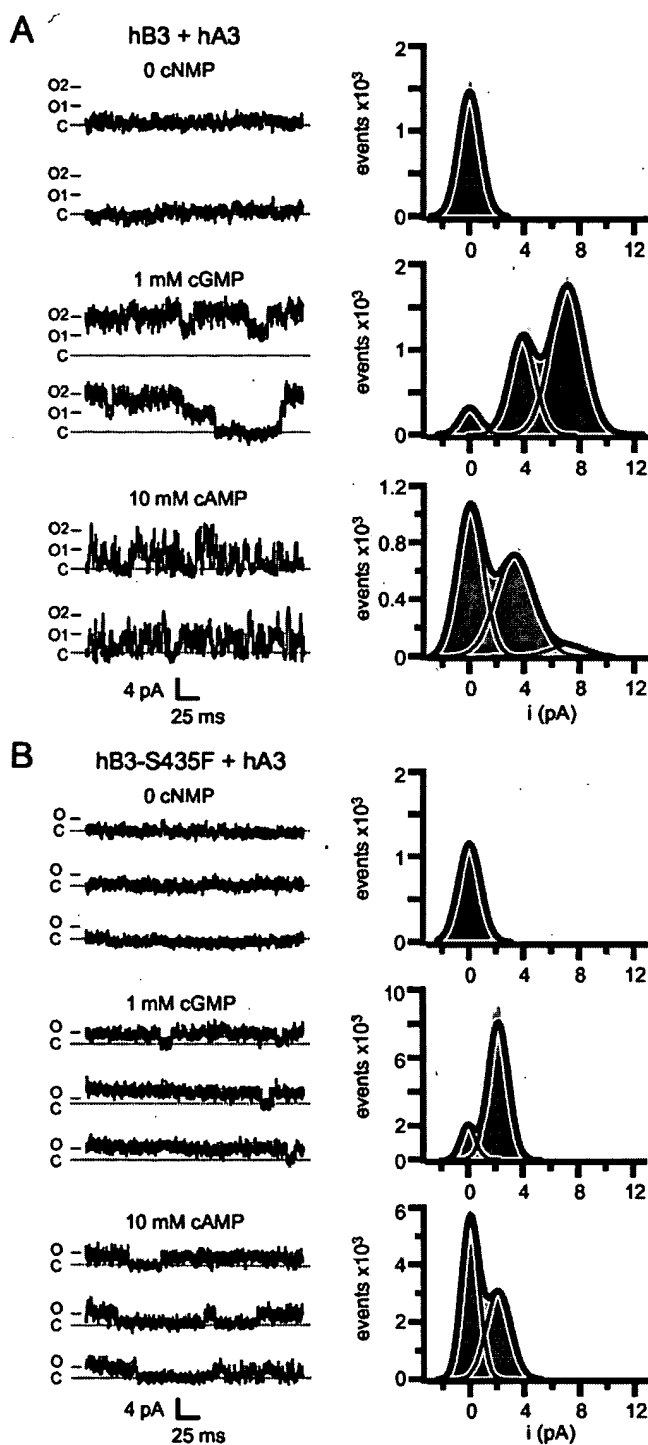 A
hB3 + hA3
0 cNMP
O2
O1
C
O2
O1
C
events x10³
2
1
0
0 4 8 12
1 mM cGMP
O2
O1
C
O2
O1
C
events x10³
2
1
0
0 4 8 12
10 mM cAMP
O2
O1
C
O2
O1
C
4 pA
25 ms
events x10³
1.2
0.8
0.4
0
0 4 8 12
i (pA)
B
hB3-S435F + hA3
0 cNMP
O
C
O
C
O
C
events x10³
2
1
0
0 4 8 12
1 mM cGMP
O
C
O
C
O
C
events x10³
10
8
6
2
0
0 4 8 12
10 mM cAMP
O
C
O
C
O
C
4 pA
25 ms
events x10³
6
4
2
0
0 4 8 12
i (pA)